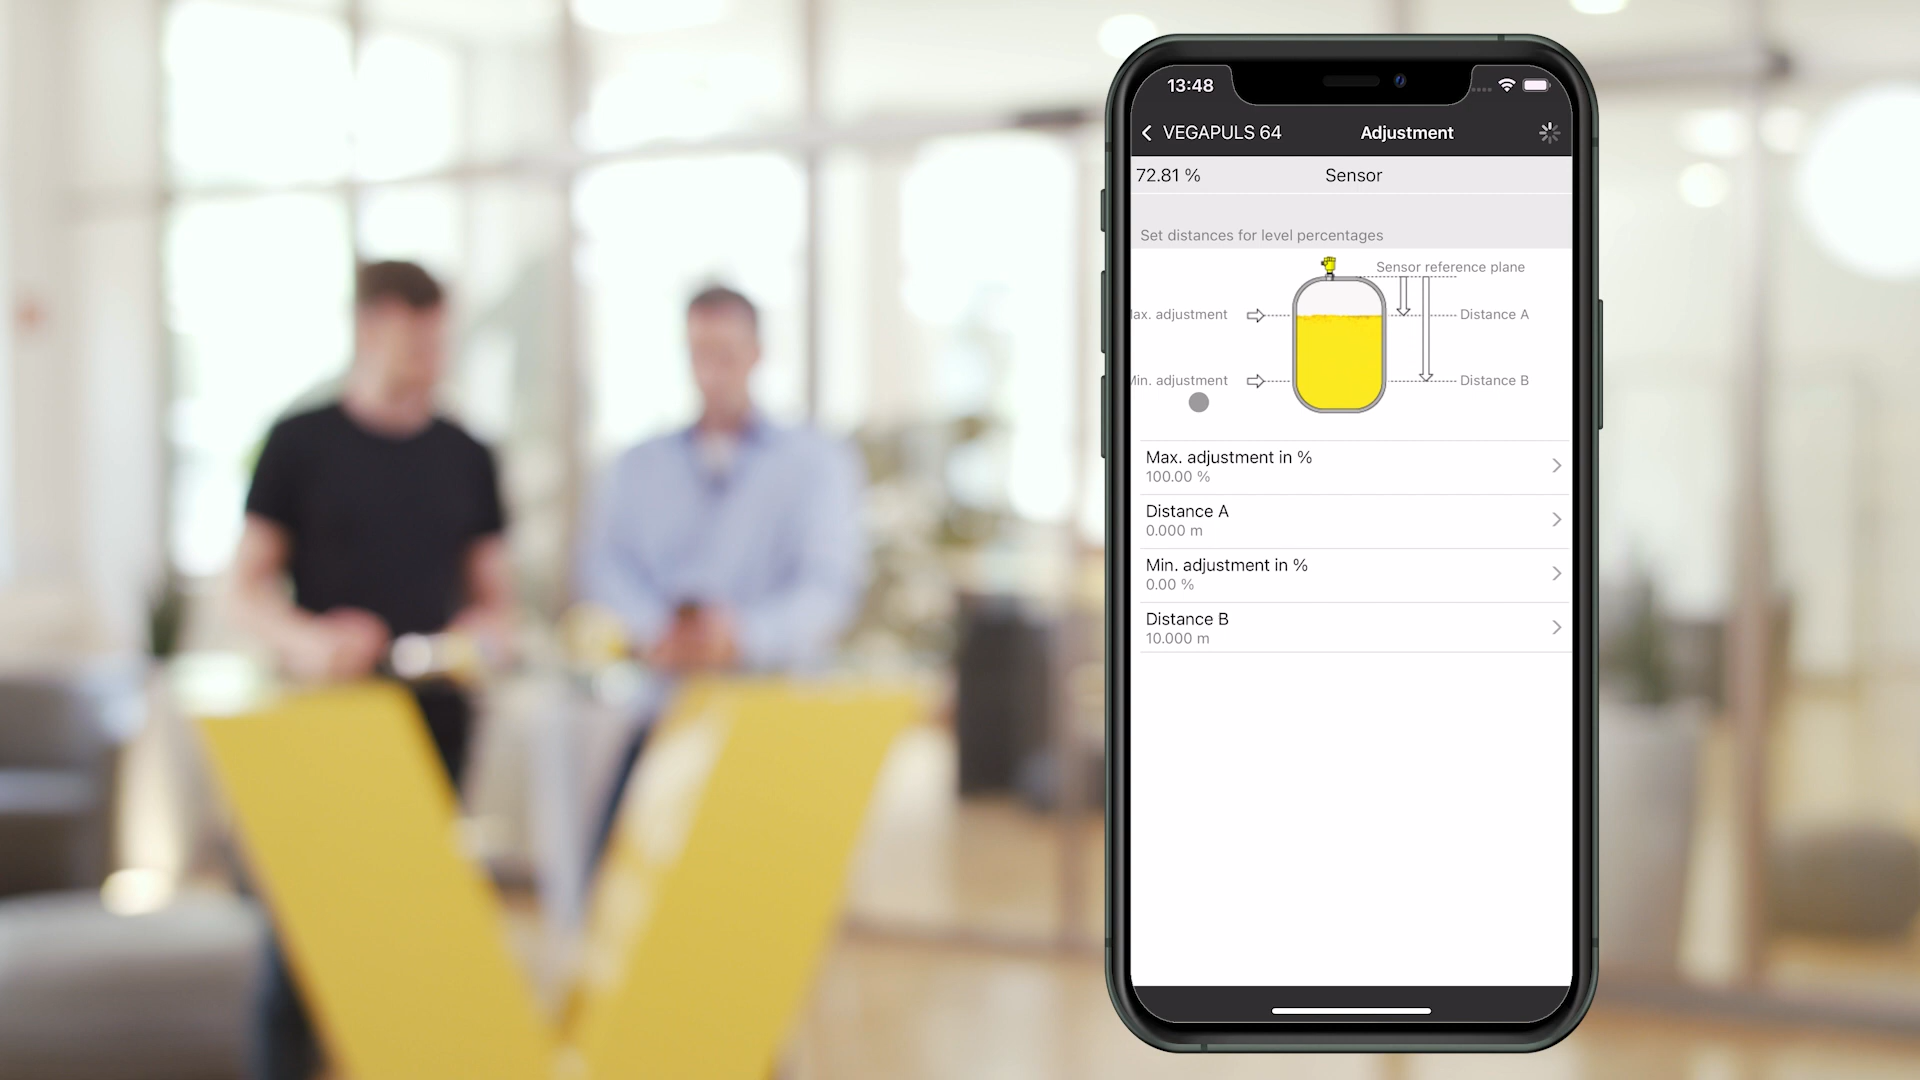 13:48
VEGAPULS 64
Adjustment
72.81 %
Sensor
Set distances for level percentages
Sensor reference plane
ax. adjustment
Distance A
Min. adjustment
Distance B
Max. adjustment in %
100.00 %
Distance A
0.000 m
Min. adjustment in %
0.00 %
Distance B
10.000 m